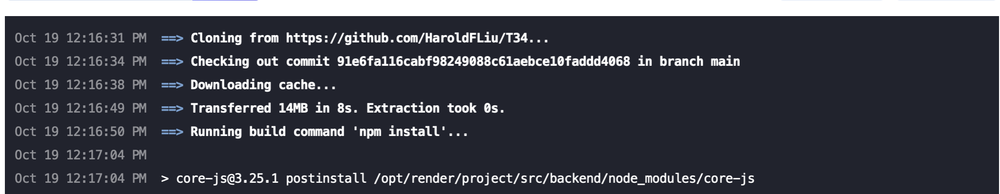 Oct 19 12:16:31 PM ==> Cloning from https://github.com/HaroldFLiu/T34...
Oct 19 12:16:34 PM ==> Checking out commit 91e6fa116cabf98249088c61aebce10faddd4068 in branch main
Oct 19 12:16:38 PM ==> Downloading cache...
Oct 19 12:16:49 PM ==> Transferred 14MB in 8s. Extraction took 0s.
Oct 19 12:16:50 PM ==> Running build command 'npm install'...
Oct 19 12:17:04 PM
Oct 19 12:17:04 PM > core-js@3.25.1 postinstall /opt/render/project/src/backend/node_modules/core-js